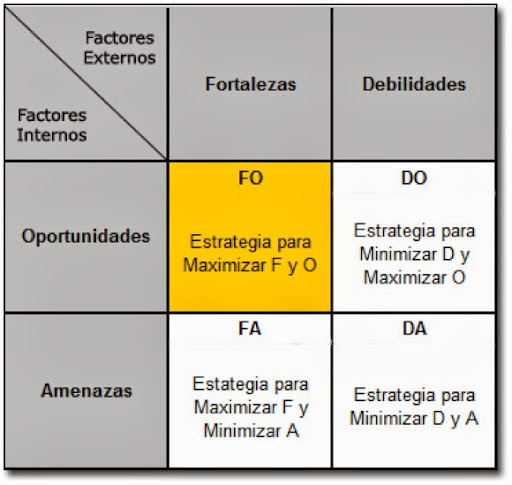 Factores
Externos
Factores
Internos
Fortalezas
Debilidades
Oportunidades
FO
Estrategia para
Maximizar F y O
DO
Estrategia para
Minimizar D y
Maximizar O
Amenazas
FA
Estategia para
Maximizar F y
Minimizar A
DA
Estrategia para
Minimizar D y A